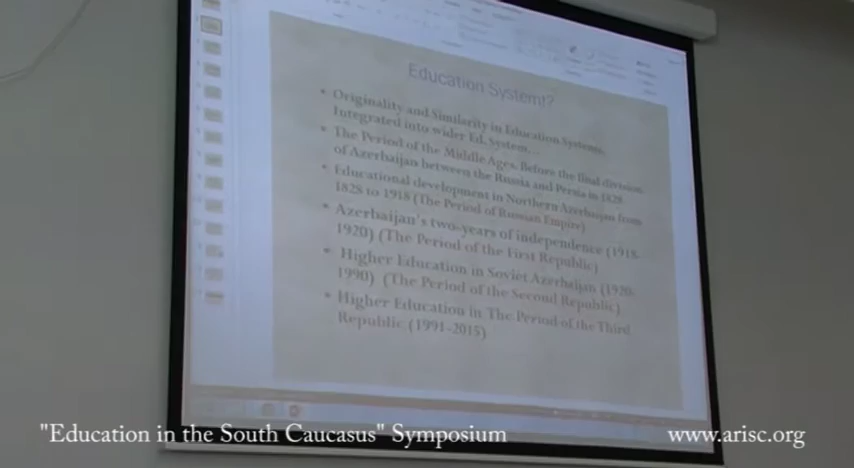 Education System!?
• Originality and Similarity in Education Systems.
Integrated into wider Ed. System...
• The Period of the Middle Ages. Before the final division
of Azerbaijan between the Russia and Persia in 1828
• Educational development in Northern Azerbaijan from
1828 to 1918 (The Period of Russian Empire)
• Azerbaijan's two-years of independence (1918-
1920) (The Period of the First Republic)
• Higher Education in Soviet Azerbaijan (1920-
1990) (The Period of the Second Republic)
• Higher Education in The Period of the Third
Republic (1991-2015)
"Education in the South Caucasus" Symposium
www.arisc.org